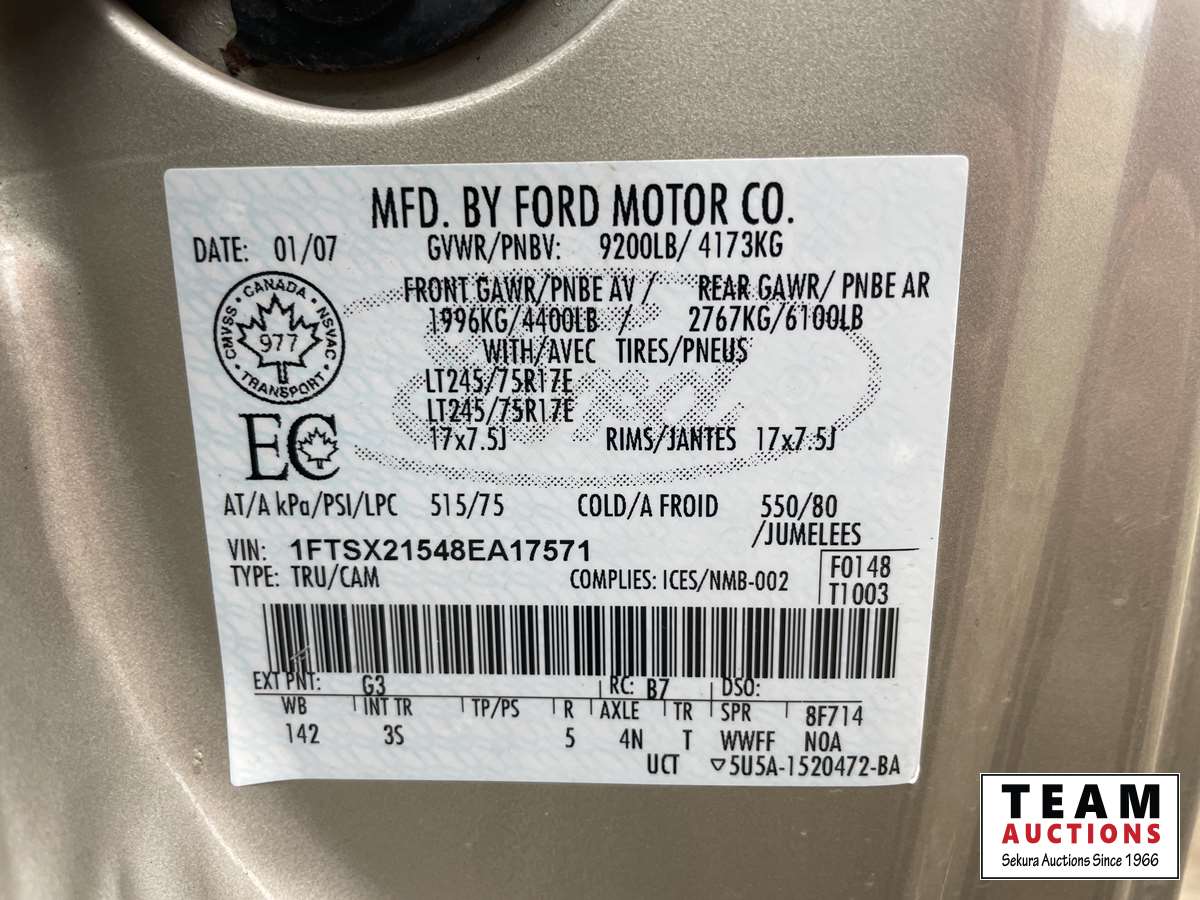 MFD. BY FORD MOTOR CO.
DATE: 01/07 GVWR/PNBV: 9200LB/ 4173KG
FRONT GAWR/PNBE AV / REAR GAWR/ PNBE AR
1996KG/4400LB / 2767KG/6100LB
WITH/AVEC TIRES/PNEUS
LT245/75R17E
LT245/75R17E
17x7.5J RIMS/JANTES 17x7.5J
CANADA
CMVSS
NSVAC
977
TRANSPORT
EC
AT/A kPa/PSI/LPC 515/75 COLD/A FROID 550/80
/JUMELEES
VIN: 1FTSX21548EA17571
TYPE: TRU/CAM COMPLIES: ICES/NMB-002
F0148
T1003
EXT PNT: G3 RC: B7 DSO:
WB INT TR TP/PS R AXLE TR SPR 8F714
142 3S 5 4N T WWFF N0A
UCT ▽5U5A-1520472-BA
TEAM
AUCTIONS
Sekura Auctions Since 1966